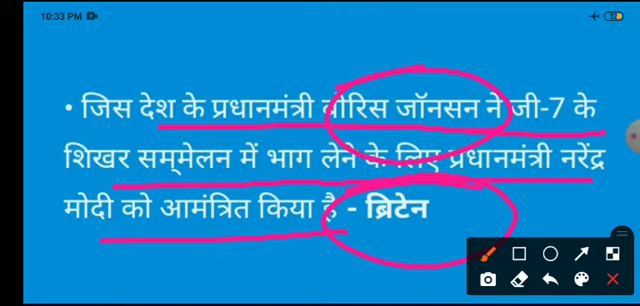 10:33 PM
• जिस देश के प्रधानमंत्री बोरिस जॉनसन ने जी-7 के
शिखर सम्मेलन में भाग लेने के लिए प्रधानमंत्री नरेंद्र
मोदी को आमंत्रित किया है - ब्रिटेन